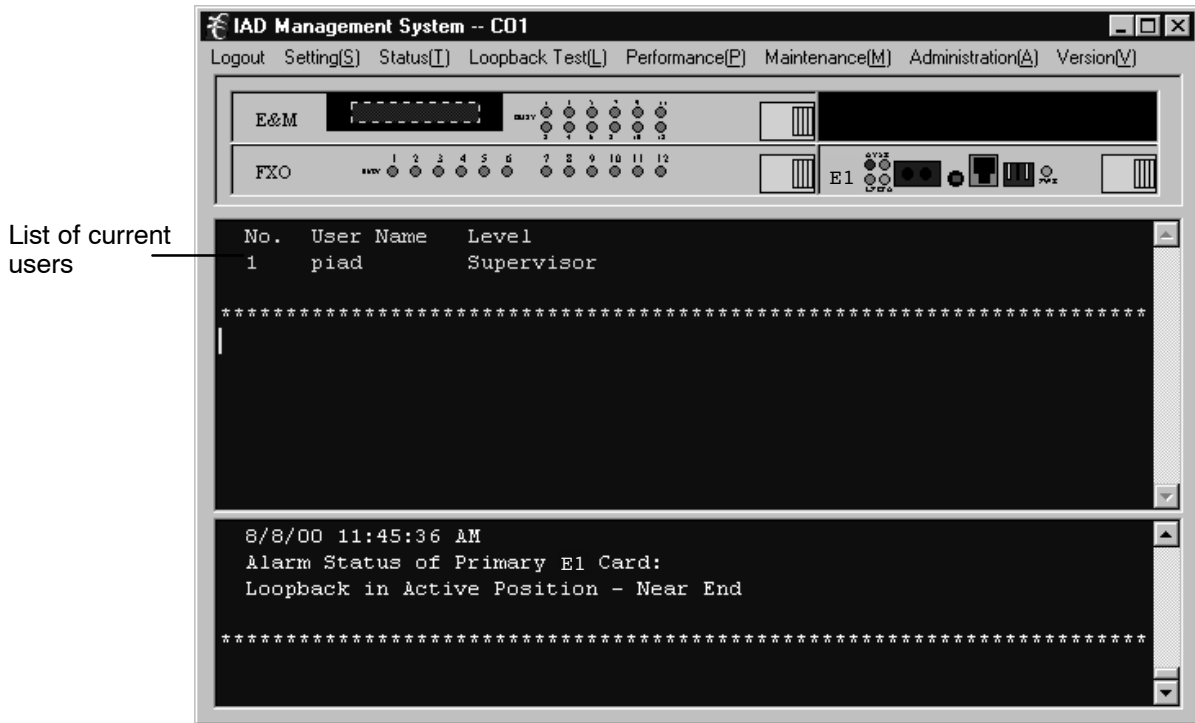 IAD Management System -- CO1
Logout Setting(S) Status(T) Loopback Test(L) Performance(P) Maintenance(M) Administration(A) Version(V)
E&M
BUSY
FXO
BUSY 1 2 3 4 5 6 7 8 9 10 11 12
E1
List of current
users
No. User Name Level
1 piad Supervisor
************************************************************************
8/8/00 11:45:36 AM
Alarm Status of Primary E1 Card:
Loopback in Active Position - Near End
************************************************************************